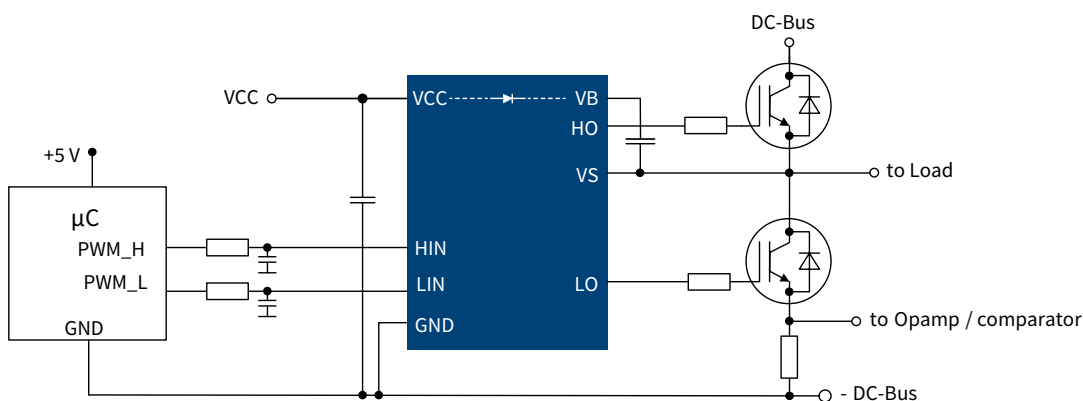 DC-Bus
VCC
VCC
VB
HO
+5 V
VS
to Load
µC
PWM_H
HIN
PWM_L
LIN
LO
GND
GND
to Opamp / comparator
- DC-Bus